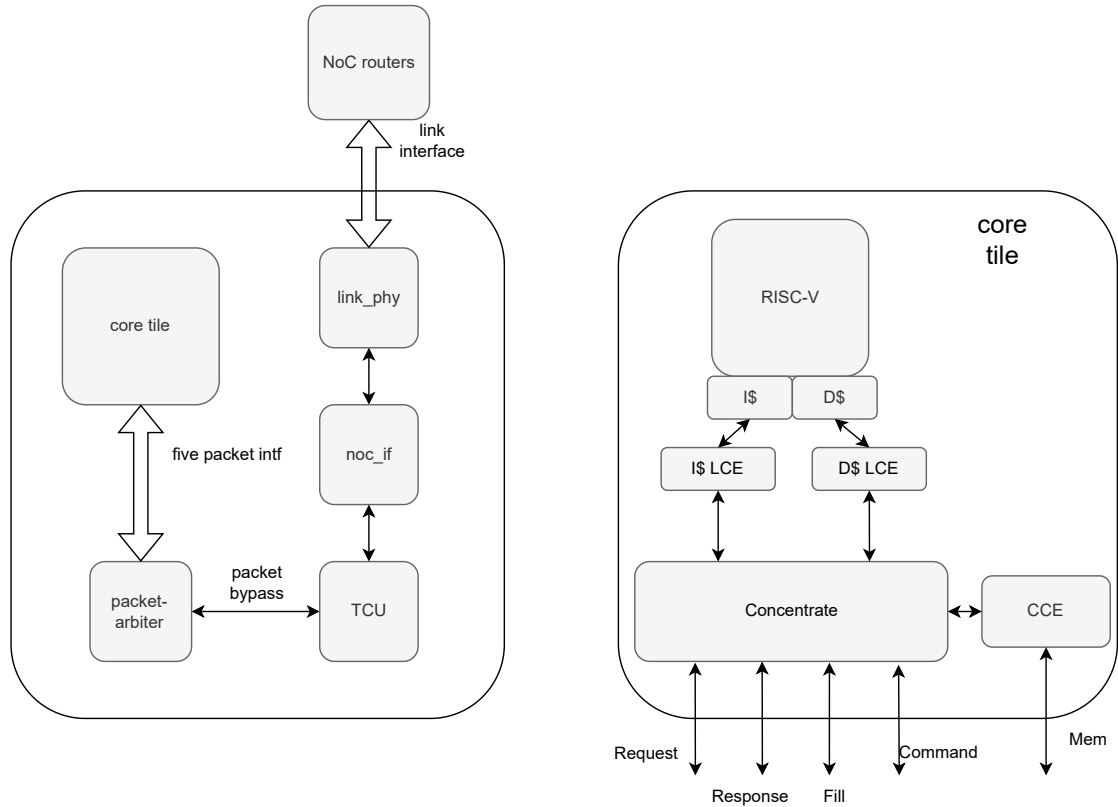 NoC routers
link
interface
link_phy
core tile
five packet intf
noc_if
packet
bypass
packet-
arbiter
TCU
core
tile
RISC-V
I$
D$
I$ LCE
D$ LCE
Concentrate
CCE
Request
Response
Fill
Command
Mem